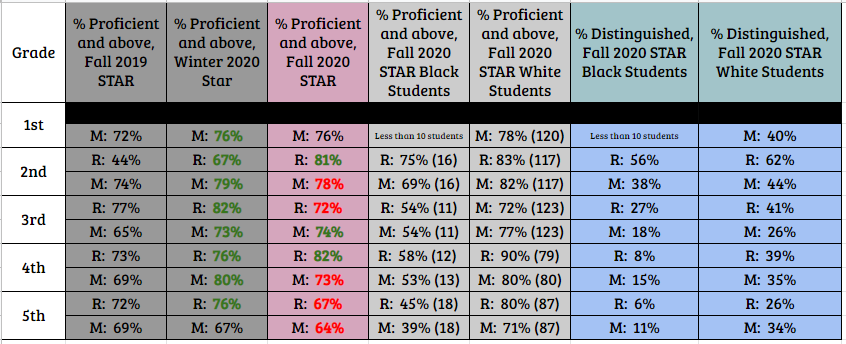 Grade | % Proficient and above, Fall 2019 STAR | % Proficient and above, Winter 2020 Star | % Proficient and above, Fall 2020 STAR | % Proficient and above, Fall 2020 STAR Black Students | % Proficient and above, Fall 2020 STAR White Students | % Distinguished, Fall 2020 STAR Black Students | % Distinguished, Fall 2020 STAR White Students
1st
M: 72% | M: 76% | M: 76% | Less than 10 students | M: 78% (120) | Less than 10 students | M: 40%
2nd
R: 44% | R: 67% | R: 81% | R: 75% (16) | R: 83% (117) | R: 56% | R: 62%
M: 74% | M: 79% | M: 78% | M: 69% (16) | M: 82% (117) | M: 38% | M: 44%
3rd
R: 77% | R: 82% | R: 72% | R: 54% (11) | M: 72% (123) | R: 27% | R: 41%
M: 65% | M: 73% | M: 74% | M: 54% (11) | M: 77% (123) | M: 18% | M: 26%
4th
R: 73% | R: 76% | R: 82% | R: 58% (12) | R: 90% (79) | R: 8% | R: 39%
M: 69% | M: 80% | M: 73% | M: 53% (13) | M: 80% (80) | M: 15% | M: 35%
5th
R: 72% | R: 76% | R: 67% | R: 45% (18) | R: 80% (87) | R: 6% | R: 26%
M: 69% | M: 67% | M: 64% | M: 39% (18) | M: 71% (87) | M: 11% | M: 34%